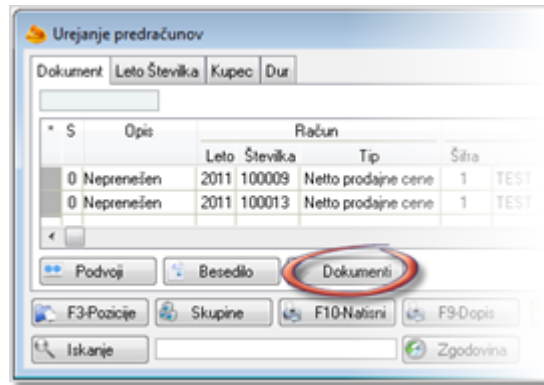 Urejanje predračunov
Dokument Leto Številka Kupec Dur
* S Opis Račun
Leto Številka Tip Šifra
0 Neprenešen 2011 100009 Netto prodajne cene 1 TEST
0 Neprenešen 2011 100013 Netto prodajne cene 1 TEST
Podvoji Besedilo Dokumenti
F3-Pozicije Skupine F10-Natisni F9-Dopis
Iskanje Zgodovina